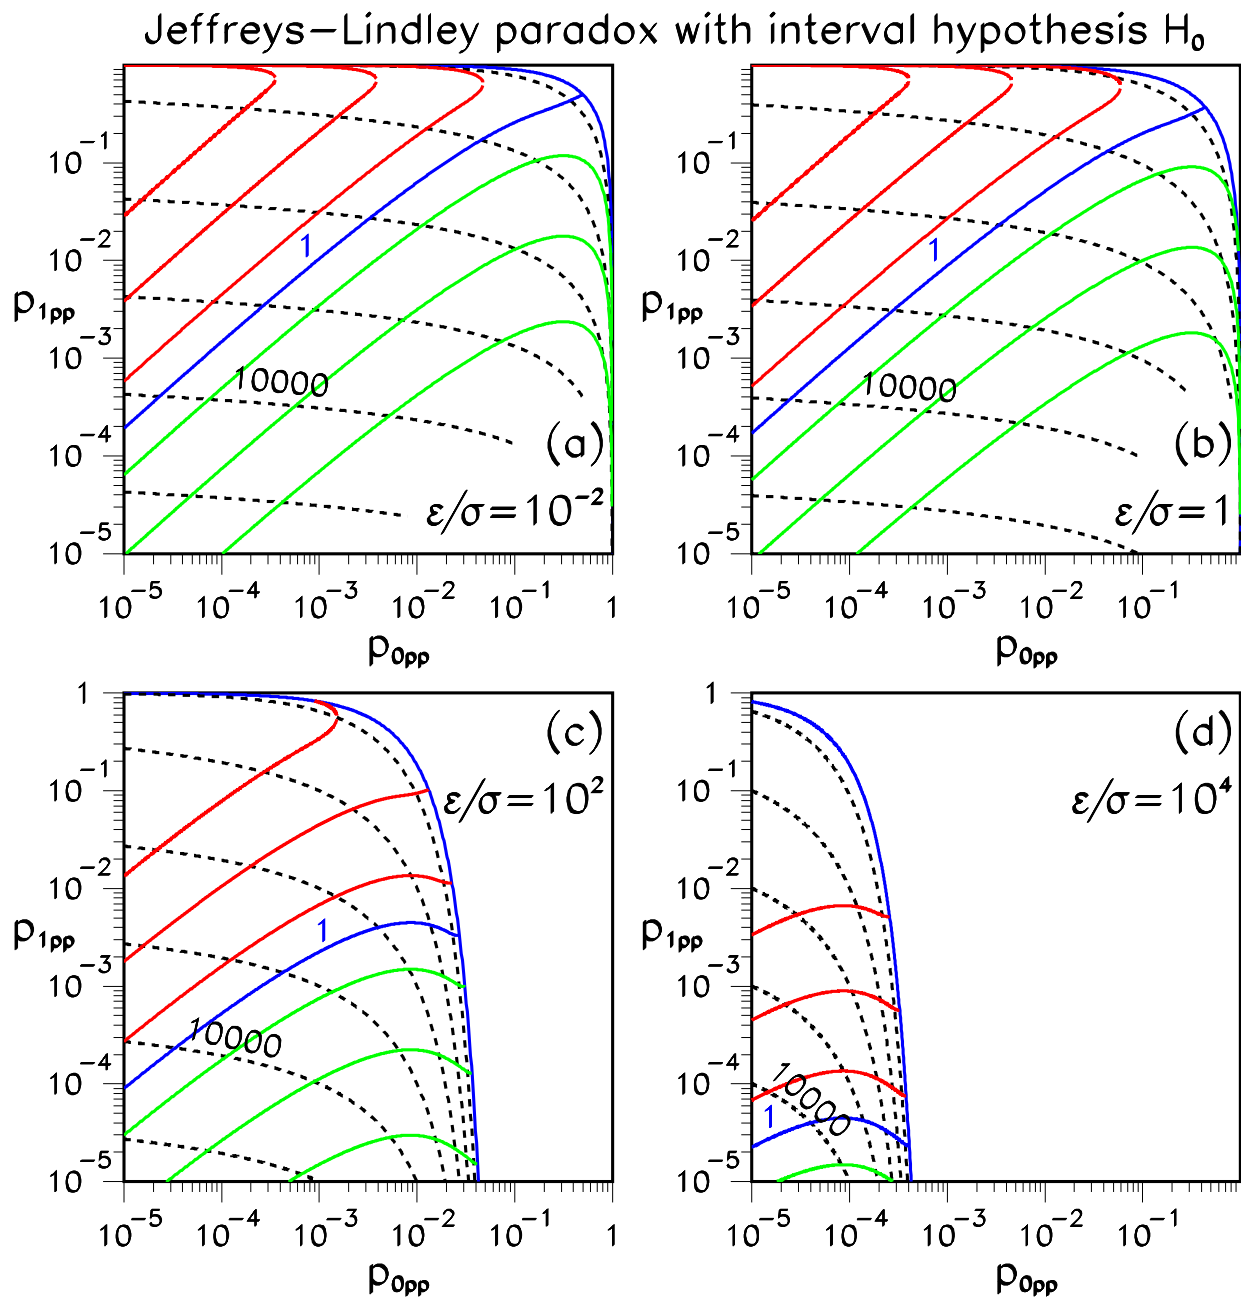 Jeffreys−Lindley paradox with interval hypothesis H₀
10⁻¹
10⁻²
10⁻³
10⁻⁴
10⁻⁵
p₁pp
1
10000
(a)
ε/σ=10⁻²
10⁻⁵ 10⁻⁴ 10⁻³ 10⁻² 10⁻¹ 1
p₀pp
10⁻¹
10⁻²
10⁻³
10⁻⁴
10⁻⁵
p₁pp
1
10000
(b)
ε/σ=1
10⁻⁵ 10⁻⁴ 10⁻³ 10⁻² 10⁻¹
p₀pp
1
10⁻¹
10⁻²
10⁻³
10⁻⁴
10⁻⁵
p₁pp
(c)
ε/σ=10²
1
10000
10⁻⁵ 10⁻⁴ 10⁻³ 10⁻² 10⁻¹ 1
p₀pp
1
10⁻¹
10⁻²
10⁻³
10⁻⁴
10⁻⁵
p₁pp
(d)
ε/σ=10⁴
10000
1
10⁻⁵ 10⁻⁴ 10⁻³ 10⁻² 10⁻¹
p₀pp